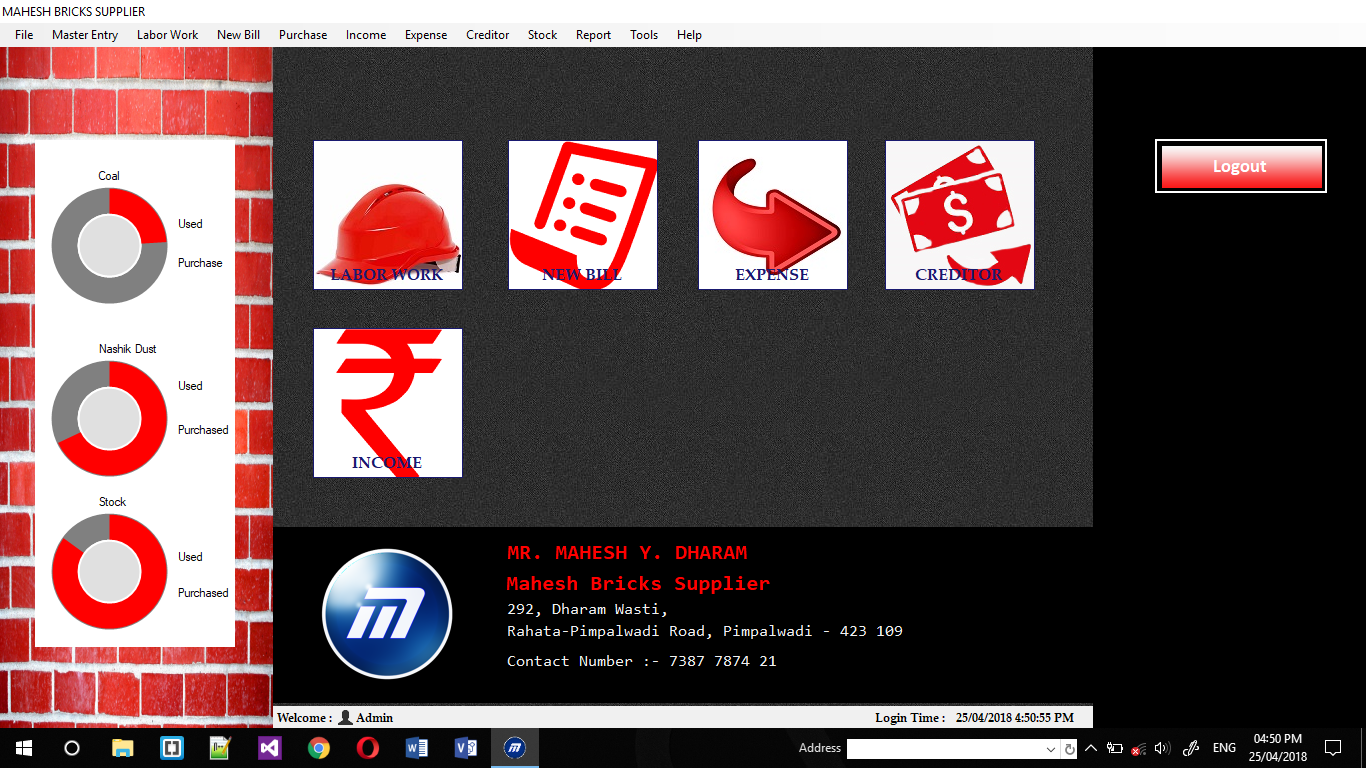 MAHESH BRICKS SUPPLIER
File Master Entry Labor Work New Bill Purchase Income Expense Creditor Stock Report Tools Help
Coal
Used
Purchase
Nashik Dust
Used
Purchased
Stock
Used
Purchased
LABOR WORK
NEW BILL
EXPENSE
$
CREDITOR
₹
INCOME
Logout
MR. MAHESH Y. DHARAM
Mahesh Bricks Supplier
292, Dharam Wasti,
Rahata-Pimpalwadi Road, Pimpalwadi - 423 109
Contact Number :- 7387 7874 21
Welcome : Admin
Login Time : 25/04/2018 4:50:55 PM
Address
ENG
04:50 PM
25/04/2018